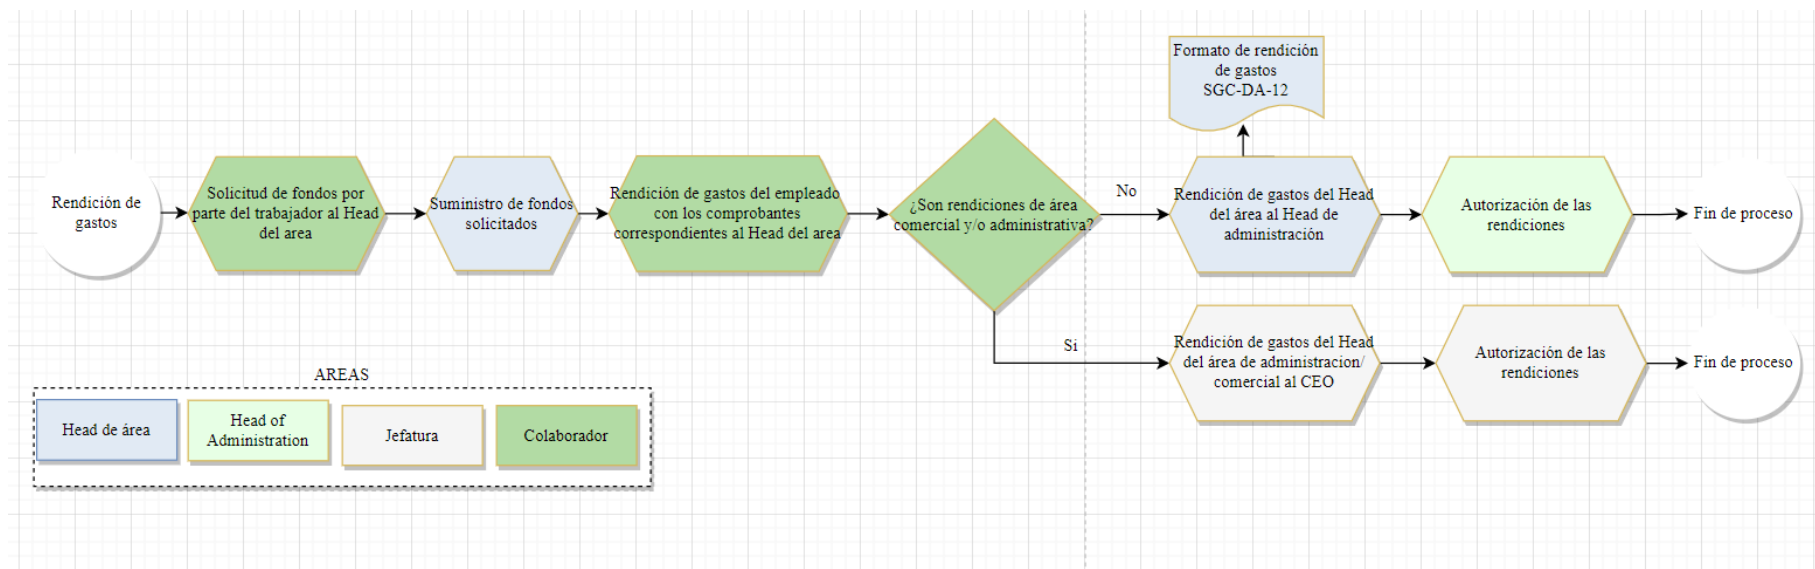 Rendición de
gastos
Solicitud de fondos por
parte del trabajador al Head
del area
Suministro de fondos
solicitados
Rendición de gastos del empleado
con los comprobantes
correspondientes al Head del area
¿Son rendiciones de área
comercial y/o administrativa?
No
Formato de rendición
de gastos
SGC-DA-12
Rendición de gastos del Head
del área al Head de
administración
Autorización de las
rendiciones
Fin de proceso
Si
Rendición de gastos del Head
del área de administracion/
comercial al CEO
Autorización de las
rendiciones
Fin de proceso
AREAS
Head de área
Head of
Administration
Jefatura
Colaborador